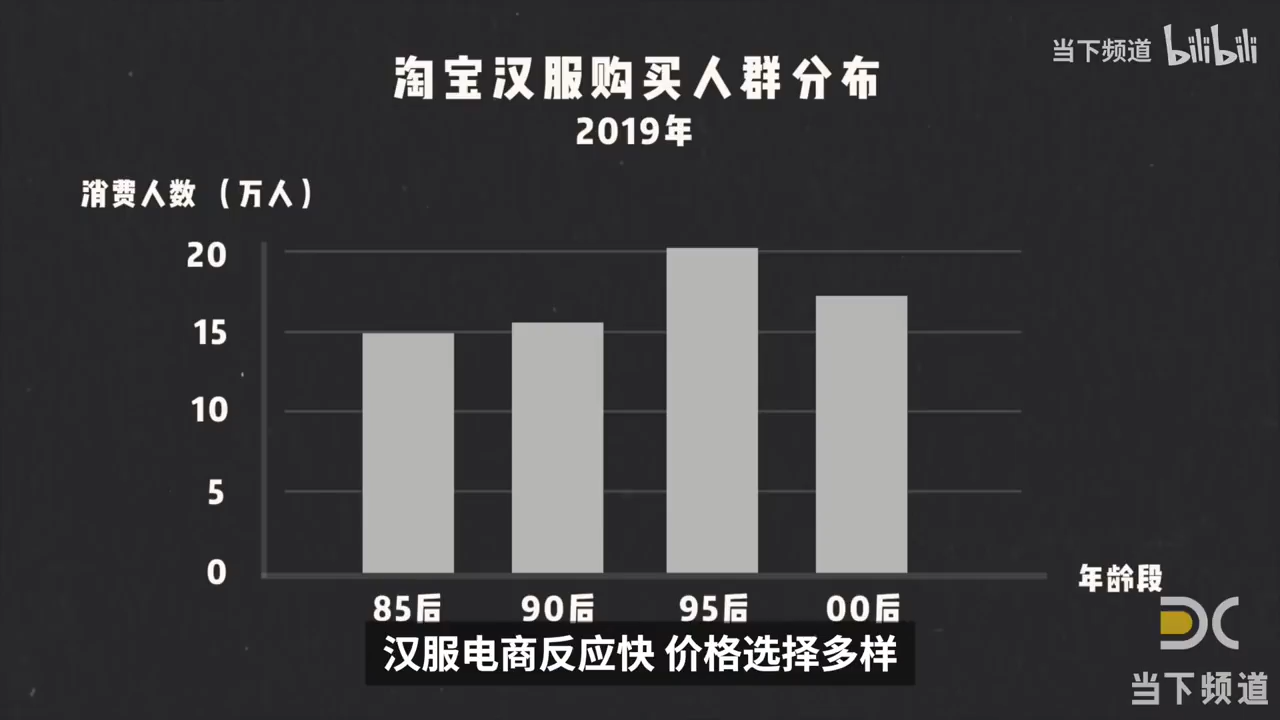 当下频道 bilibili
淘宝汉服购买人群分布
2019年
消费人数（万人）
20
15
10
5
0
85后 90后 95后 00后
年龄段
汉服电商反应快 价格选择多样
DC
当下频道